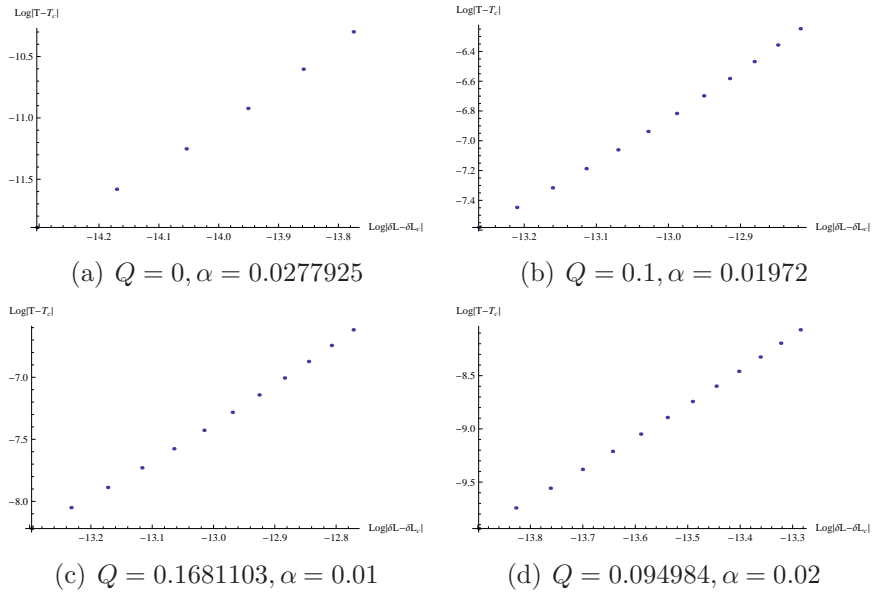 Log|T−T_c|
−10.5
−11.0
−11.5
−14.2
−14.1
−14.0
−13.9
−13.8
Log|δL−δL_c|
(a) Q = 0, α = 0.0277925
Log|T−T_c|
−6.4
−6.6
−6.8
−7.0
−7.2
−7.4
−13.2
−13.1
−13.0
−12.9
Log|δL−δL_c|
(b) Q = 0.1, α = 0.01972
Log|T−T_c|
−7.0
−7.5
−8.0
−13.2
−13.1
−13.0
−12.9
−12.8
Log|δL−δL_c|
(c) Q = 0.1681103, α = 0.01
Log|T−T_c|
−8.5
−9.0
−9.5
−13.8
−13.7
−13.6
−13.5
−13.4
−13.3
Log|δL−δL_c|
(d) Q = 0.094984, α = 0.02